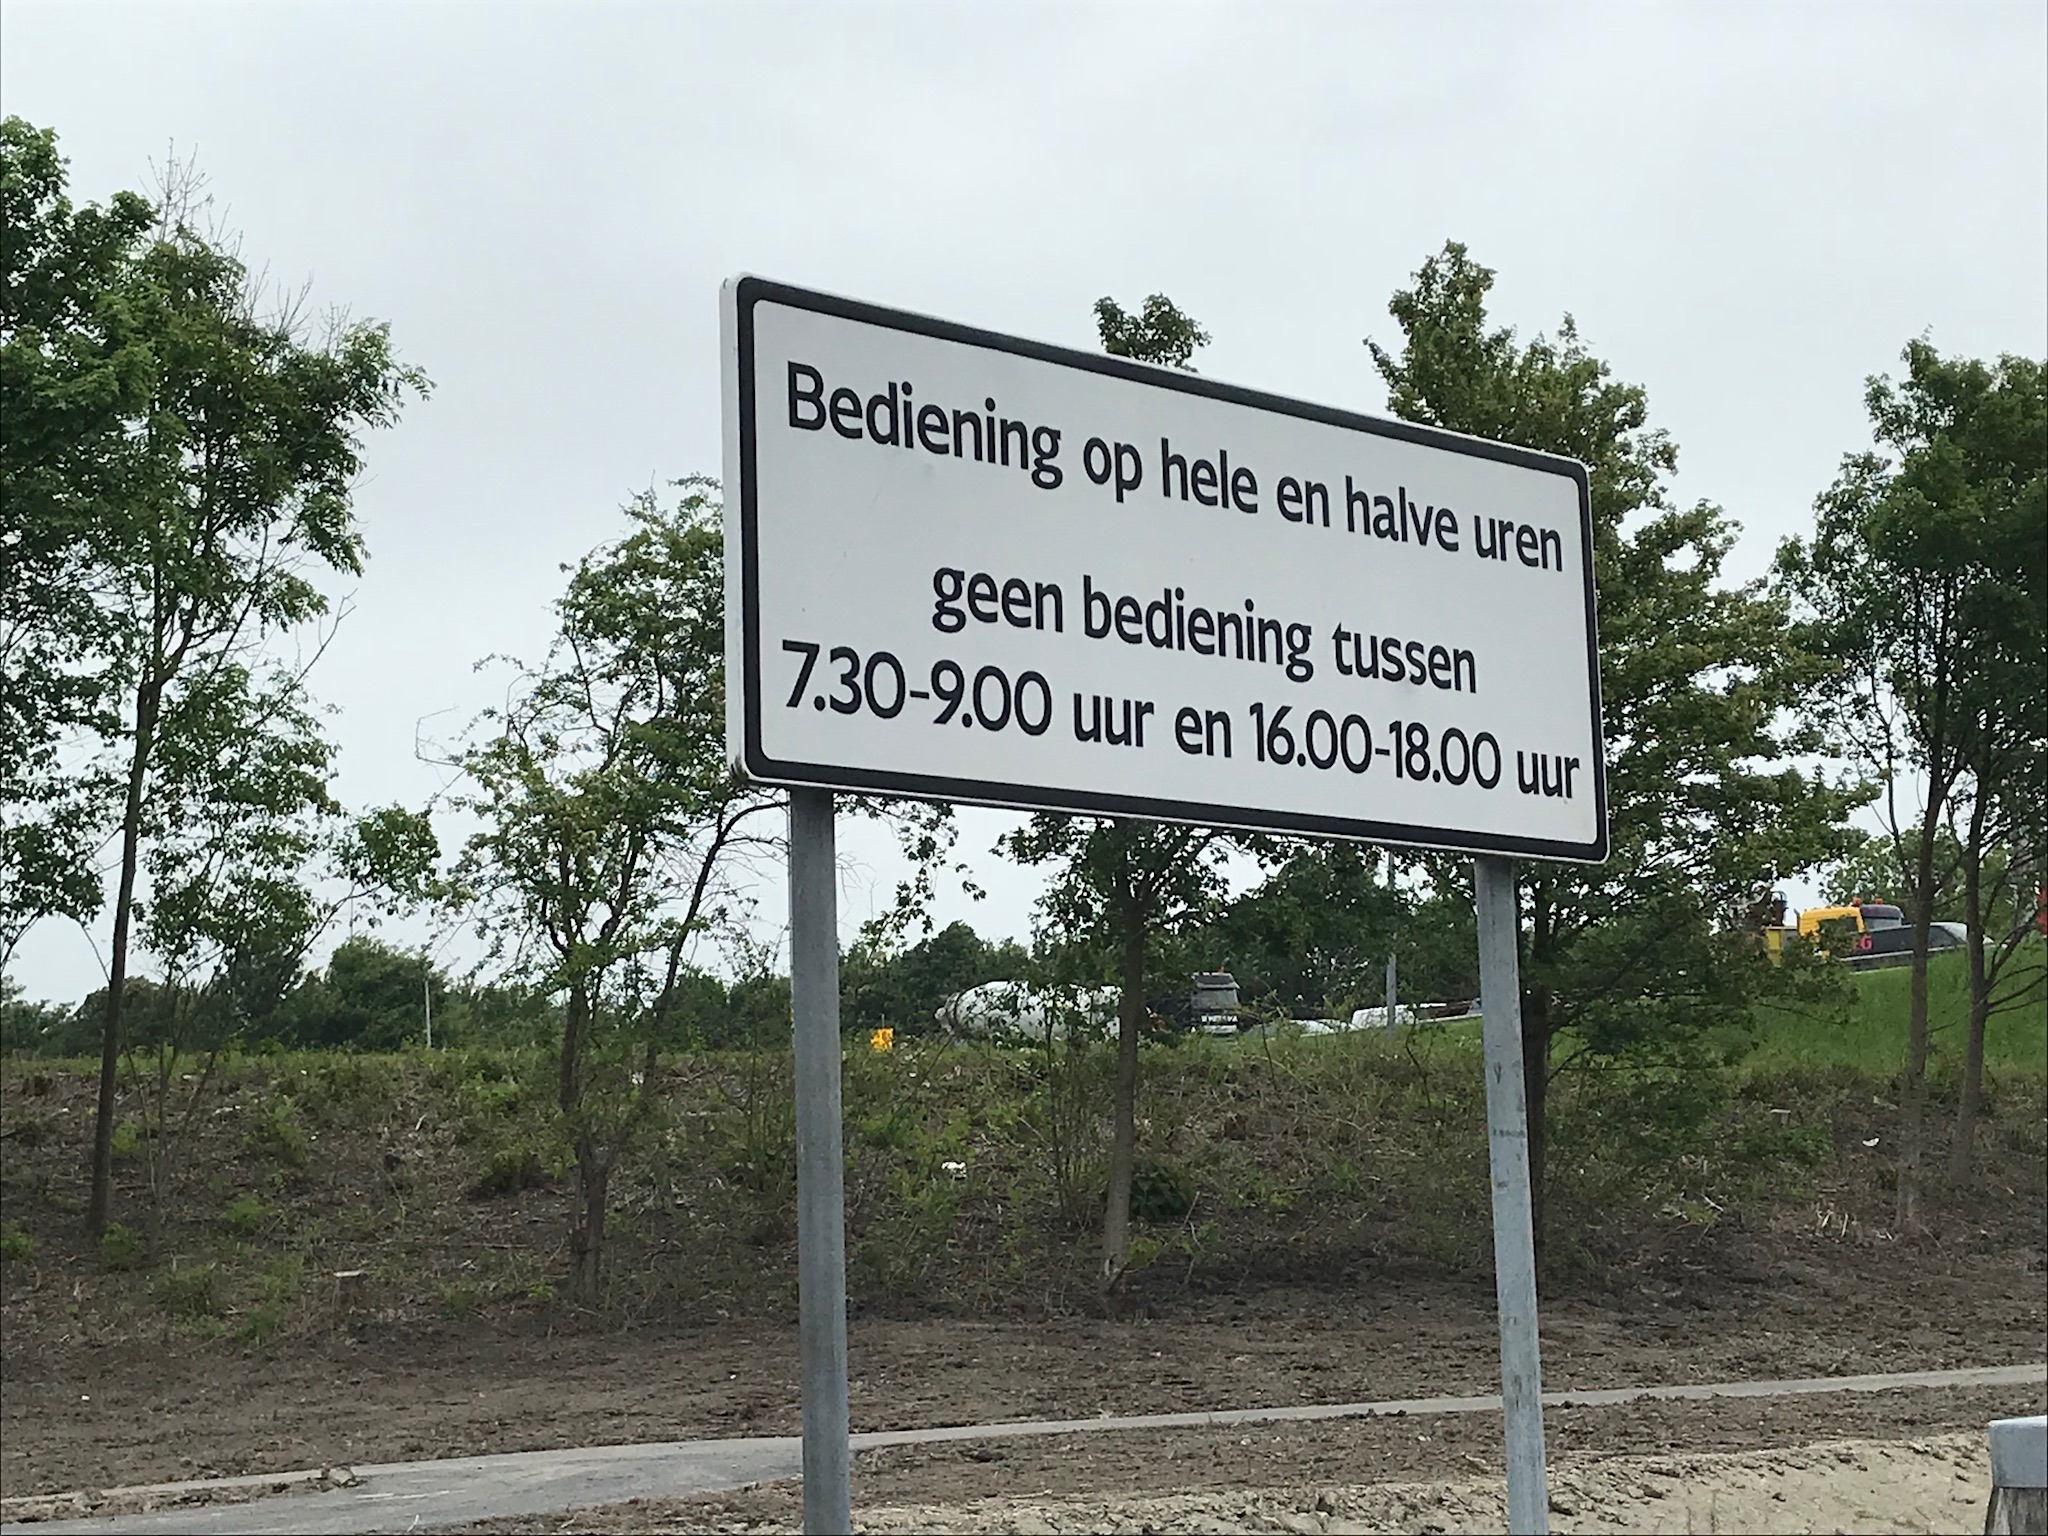 Bediening op hele en halve uren
geen bediening tussen
7.30-9.00 uur en 16.00-18.00 uur